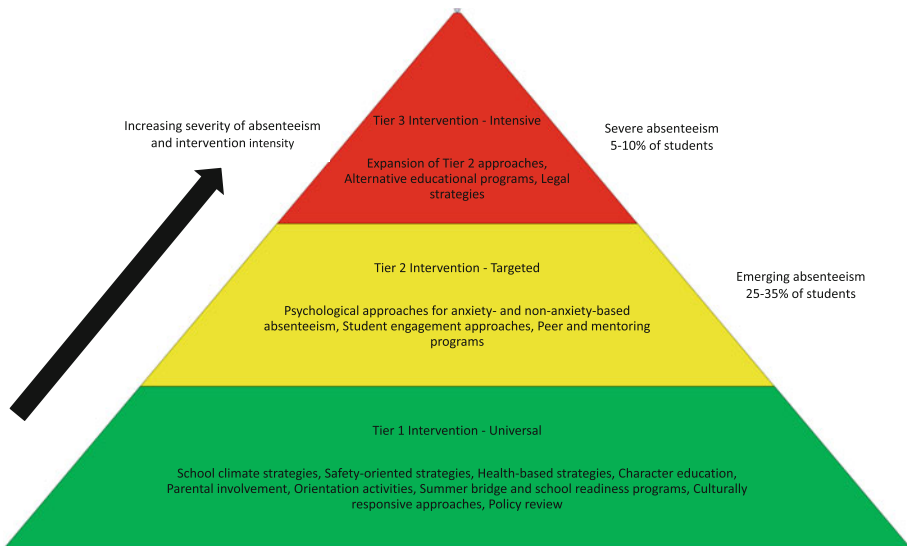 Tier 3 Intervention - Intensive
Increasing severity of absenteeism
and intervention intensity
Severe absenteeism
5-10% of students
Expansion of Tier 2 approaches,
Alternative educational programs, Legal
strategies
Tier 2 Intervention - Targeted
Emerging absenteeism
25-35% of students
Psychological approaches for anxiety- and non-anxiety-based
absenteeism, Student engagement approaches, Peer and mentoring
programs
Tier 1 Intervention - Universal
School climate strategies, Safety-oriented strategies, Health-based strategies, Character education,
Parental involvement, Orientation activities, Summer bridge and school readiness programs, Culturally
responsive approaches, Policy review